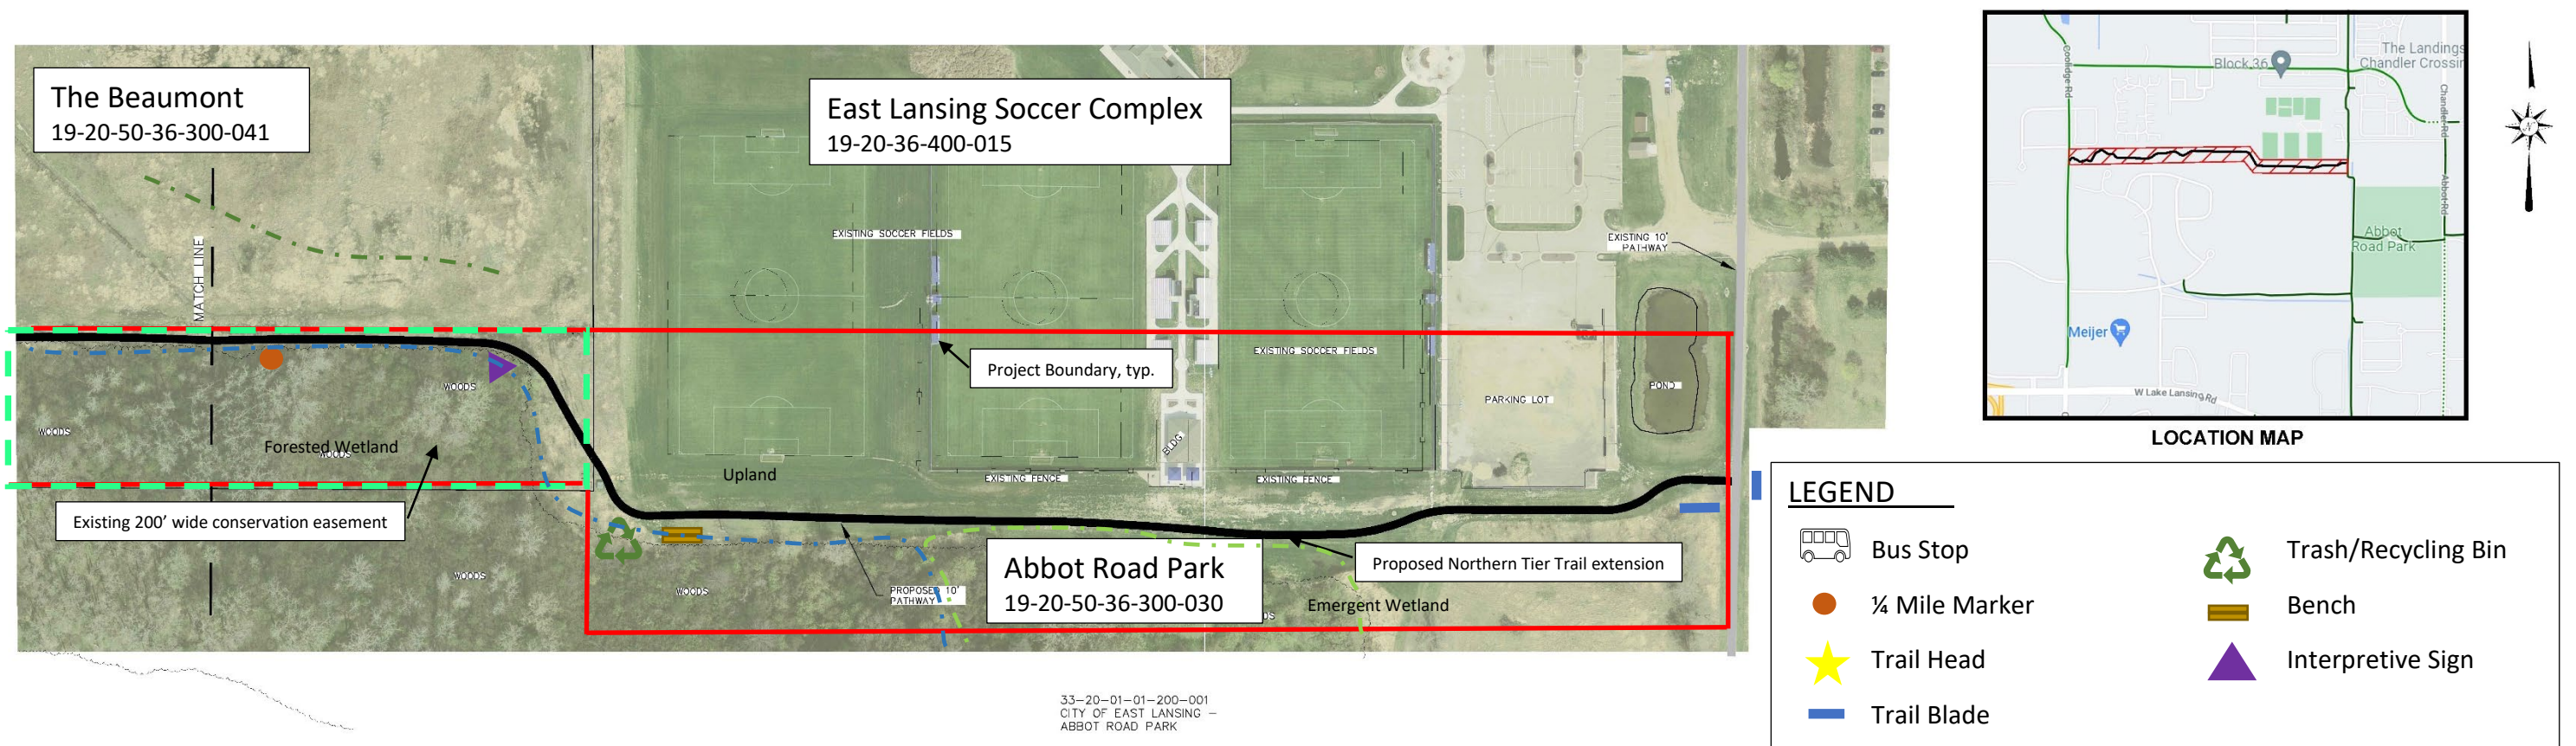 The Beaumont
19-20-50-36-300-041
East Lansing Soccer Complex
19-20-36-400-015
MATCH LINE
EXISTING SOCCER FIELDS
EXISTING 10'
PATHWAY
Project Boundary, typ.
EXISTING SOCCER FIELDS
PARKING LOT
POND
WOODS
WOODS
Forested Wetland
WOODS
BLDG
Upland
EXISTING FENCE
EXISTING FENCE
Existing 200' wide conservation easement
WOODS
WOODS
PROPOSED 10'
PATHWAY
Abbot Road Park
19-20-50-36-300-030
Proposed Northern Tier Trail extension
Emergent Wetland
33-20-01-01-200-001
CITY OF EAST LANSING –
ABBOT ROAD PARK
Coolidge Rd
Block 36
The Landings
Chandler Crossin
Chandler Rd
Abbot Rd
Abbot
Road Park
Meijer
W Lake Lansing Rd
N
LOCATION MAP
LEGEND
Bus Stop
¼ Mile Marker
Trail Head
Trail Blade
Trash/Recycling Bin
Bench
Interpretive Sign